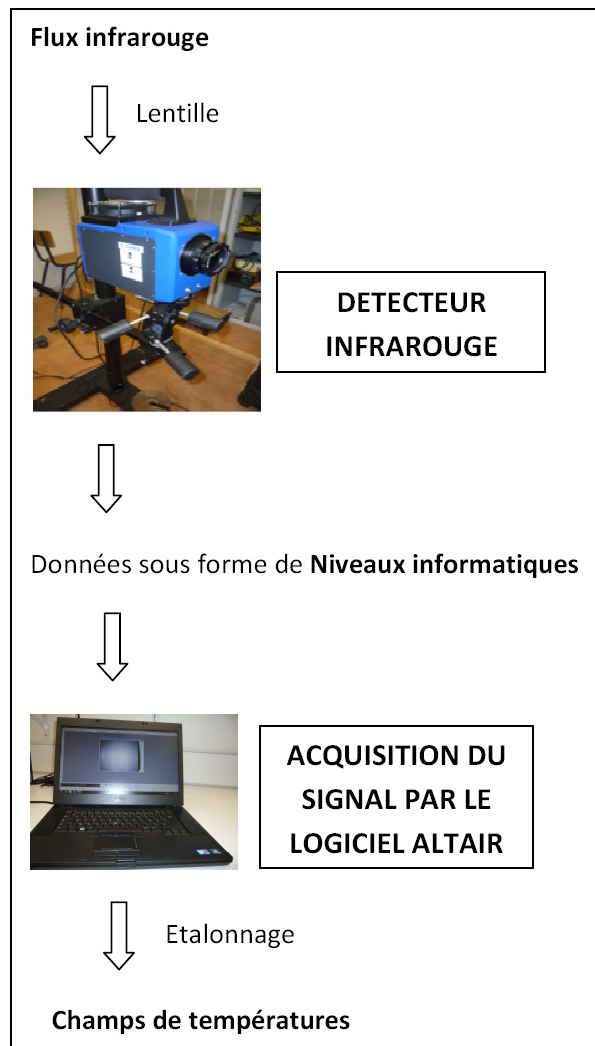 Flux infrarouge
Lentille
DETECTEUR
INFRAROUGE
Données sous forme de Niveaux informatiques
ACQUISITION DU
SIGNAL PAR LE
LOGICIEL ALTAIR
Etalonnage
Champs de températures